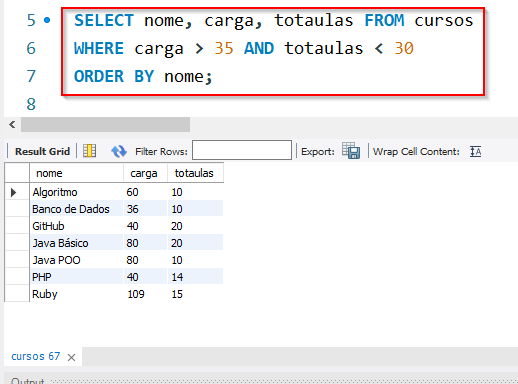 5 SELECT nome, carga, totaulas FROM cursos
6 WHERE carga > 35 AND totaulas < 30
7 ORDER BY nome;
8
Result Grid Filter Rows: Export: Wrap Cell Content:
nome carga totaulas
Algoritmo 60 10
Banco de Dados 36 10
GitHub 40 20
Java Básico 80 20
Java POO 80 10
PHP 40 14
Ruby 109 15
cursos 67
Output